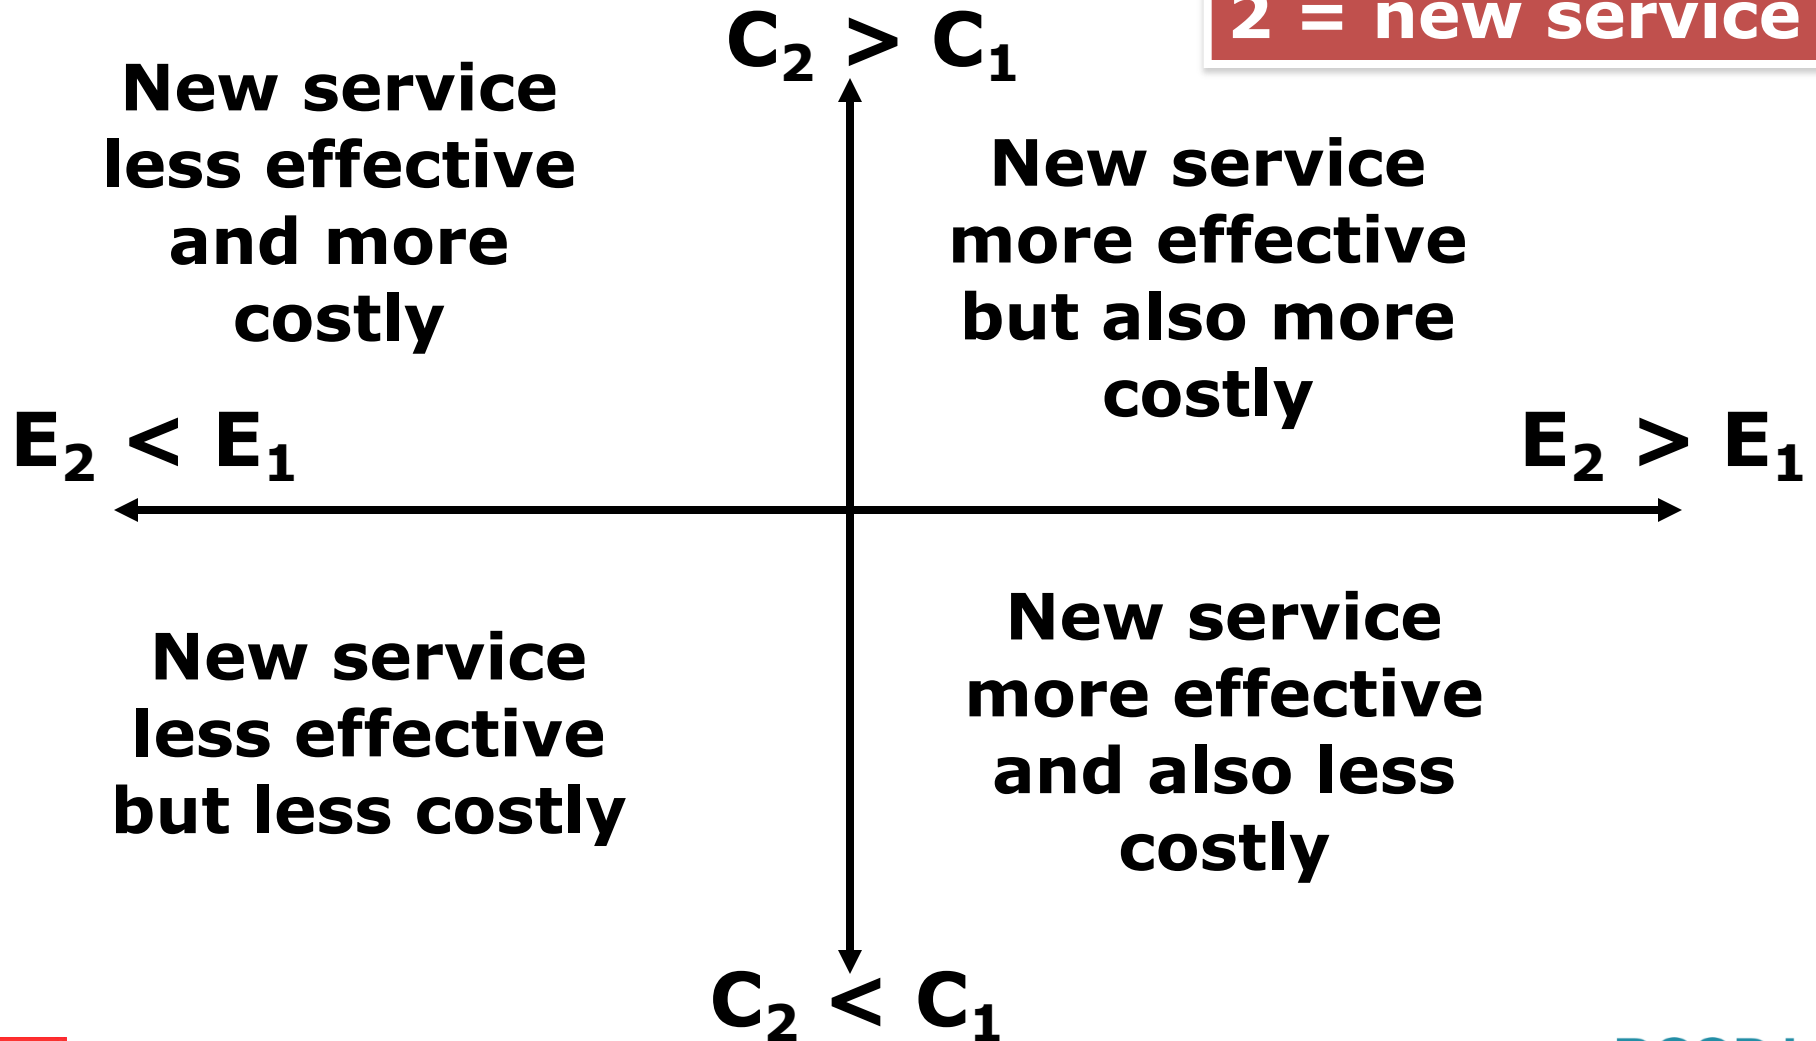 C₂ > C₁
2 = new service
New service
less effective
and more
costly
New service
more effective
but also more
costly
E₂ < E₁
E₂ > E₁
New service
less effective
but less costly
New service
more effective
and also less
costly
C₂ < C₁